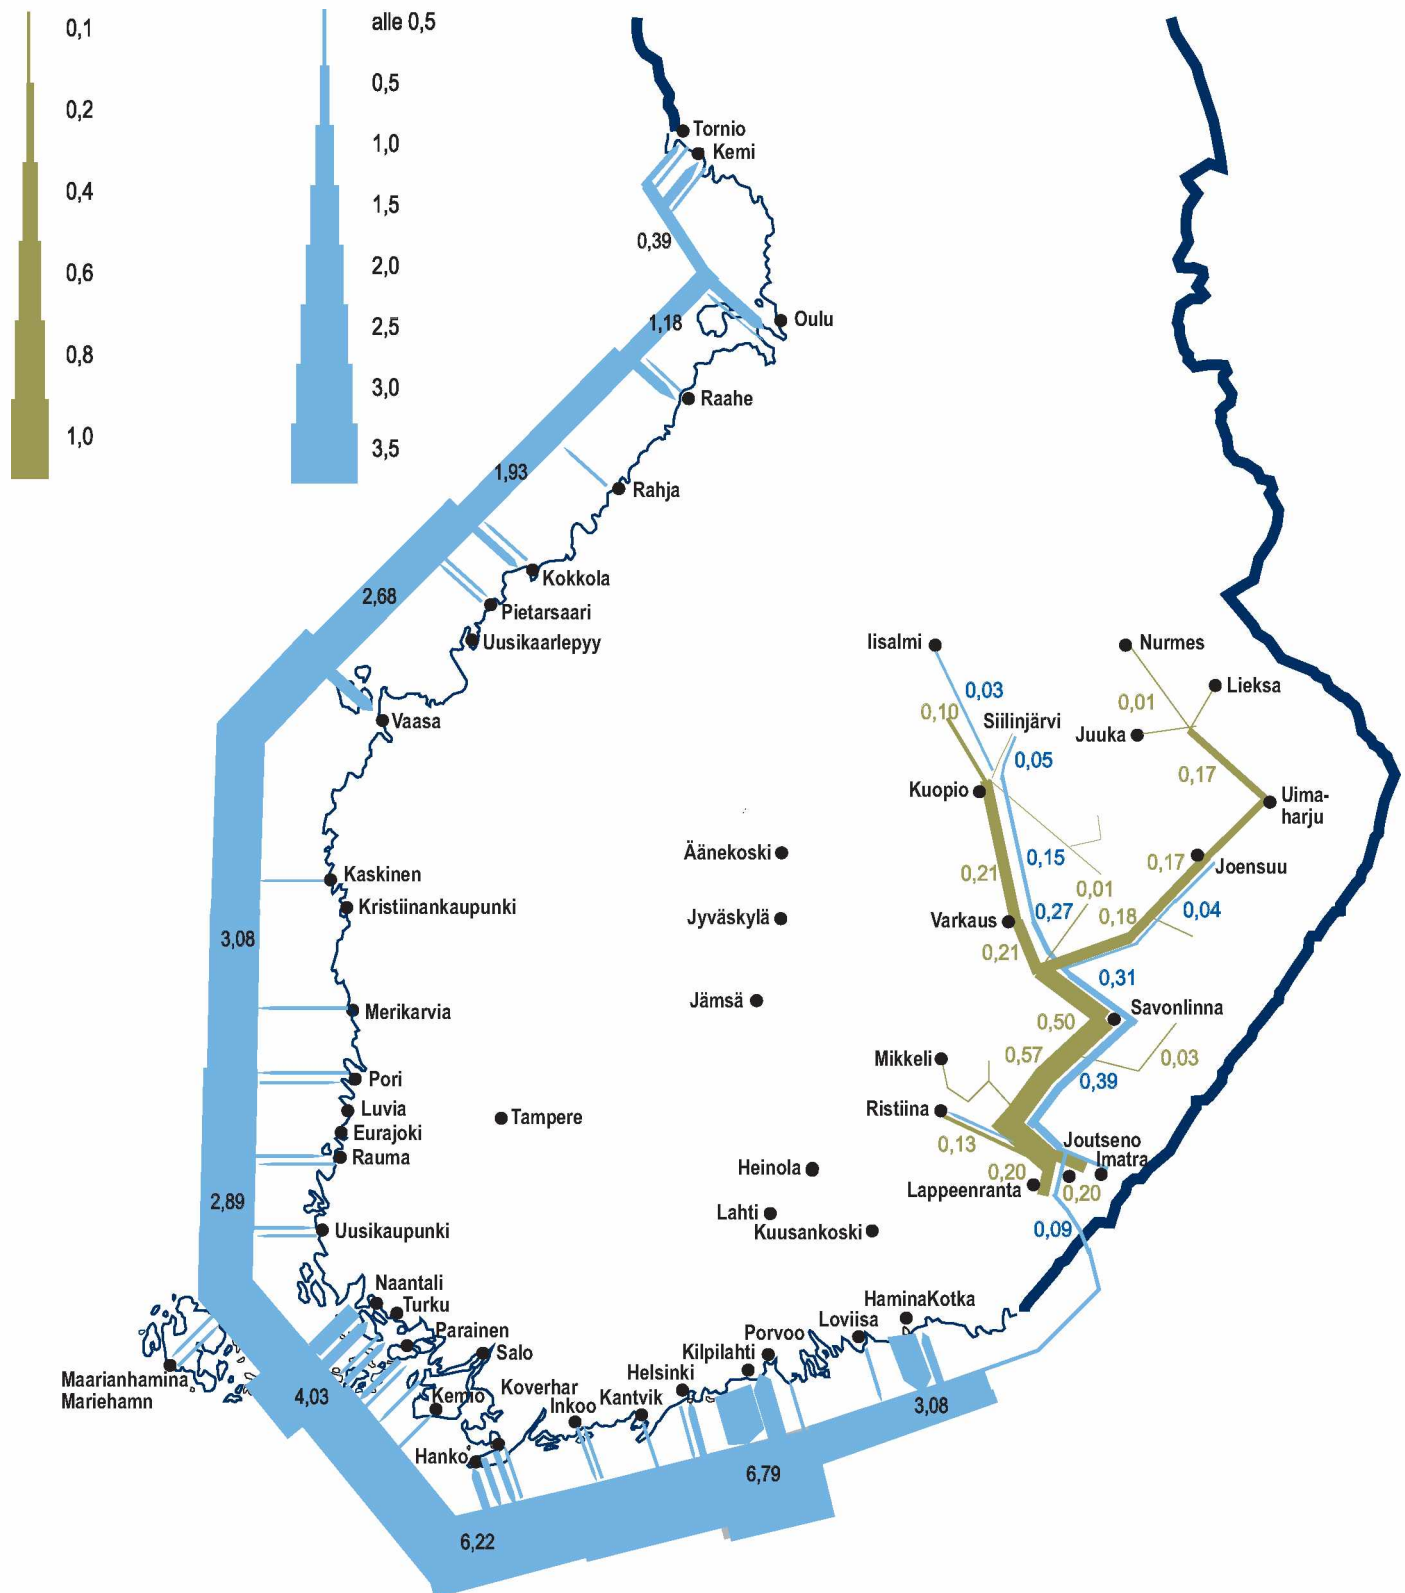 0,1
0,2
0,4
0,6
0,8
1,0
alle 0,5
0,5
1,0
1,5
2,0
2,5
3,0
3,5
Tornio
Kemi
0,39
Oulu
1,18
Raahe
1,93
Rahja
Kokkola
2,68
Pietarsaari
Uusikaarlepyy
Vaasa
Iisalmi
Nurmes
Lieksa
0,03
0,01
0,10
Siilinjärvi
Juuka
0,05
0,17
Kuopio
Uima-
harju
Äänekoski
0,15
0,17
Joensuu
Kaskinen
0,21
0,01
Kristiinankaupunki
Jyväskylä
Varkaus
0,27
0,18
0,04
3,08
0,21
0,31
Jämsä
Savonlinna
Merikarvia
0,50
0,57
0,03
Mikkeli
Pori
0,39
Luvia
Ristiina
Tampere
Eurajoki
0,13
Joutseno
Rauma
Imatra
Heinola
0,20
Lappeenranta
0,20
2,89
Lahti
Kuusankoski
Uusikaupunki
0,09
Naantali
Turku
HaminaKotka
Loviisa
Parainen
Porvoo
Salo
Kilpilahti
Maarianhamina
Mariehamn
Helsinki
4,03
Kemiö
Koverhar
Kantvik
Inkoo
3,08
Hanko
6,79
6,22